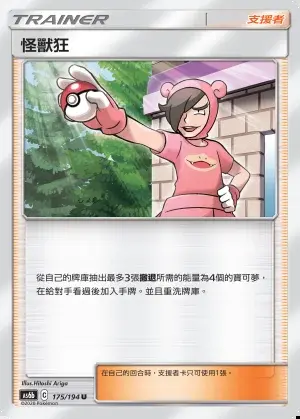 TRAINER
支援者
怪獸狂
從自己的牌庫抽出最多3張撤退所需的能量為4個的寶可夢,
在給對手看過後加入手牌。並且重洗牌庫。
Illus.Hitoshi Ariga
AS6b C 175/194 U
在自己的回合時,支援者卡只可使用1張。